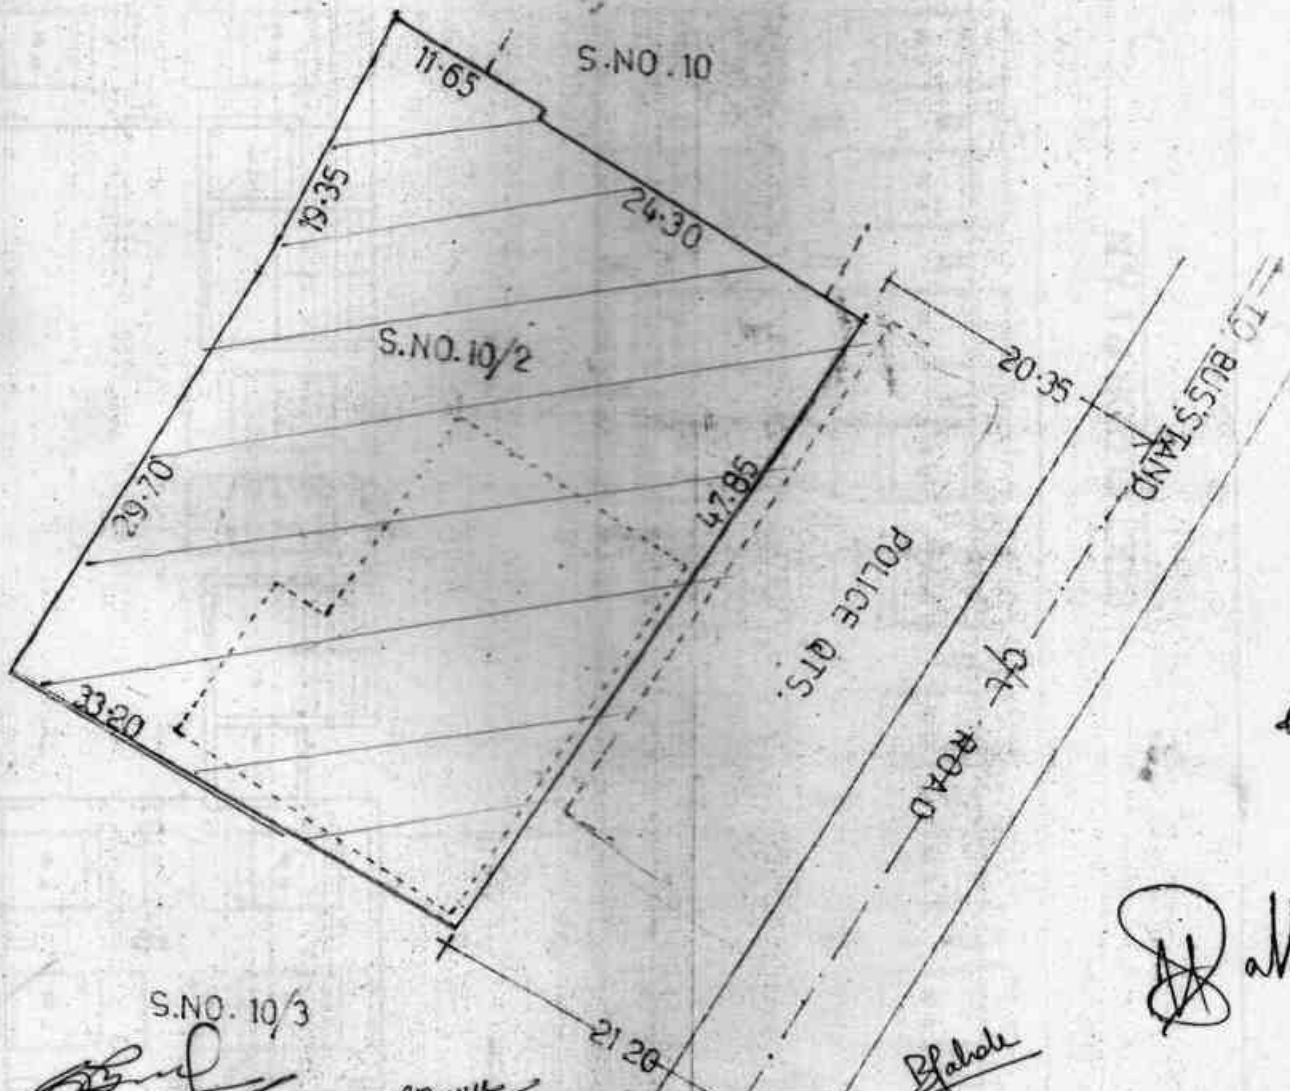 S.NO.10
11.65
19.35
24.30
S.NO.10/2
20.35
TO BUS STAND
29.70
47.85
POLICE QTS.
C/L ROAD
33.20
S.NO. 10/3
21.20